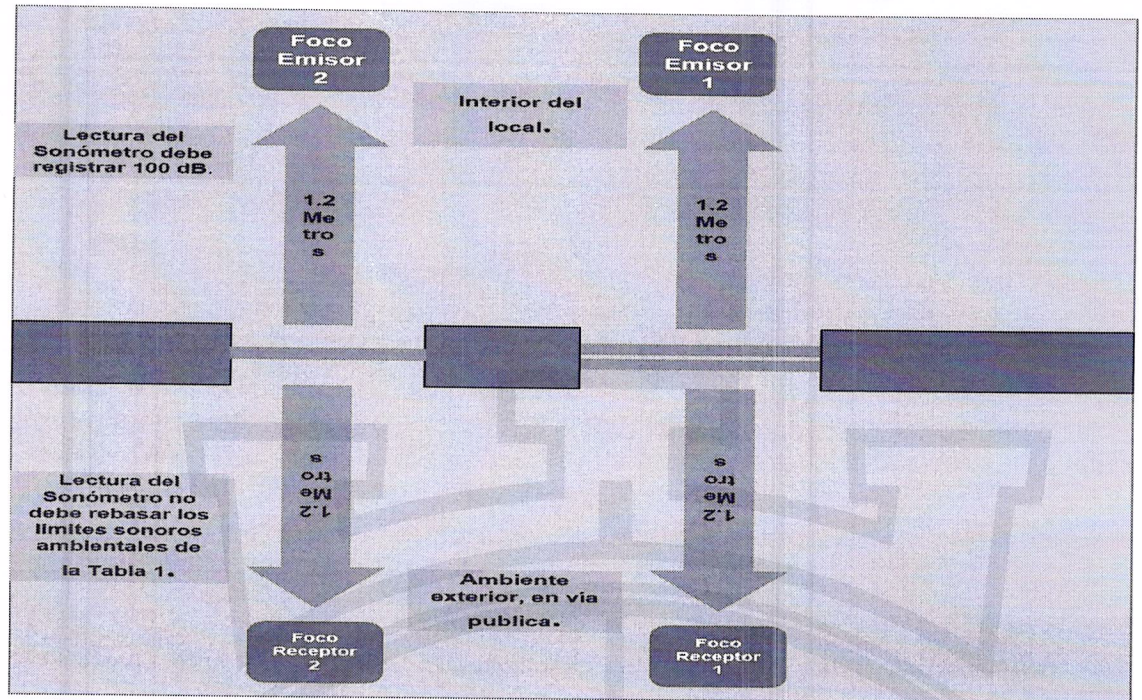 Foco
Emisor
2
Foco
Emisor
1
Interior del
local.
Lectura del
Sonómetro debe
registrar 100 dB.
1.2
Me
tro
s
1.2
Me
tro
s
1.2
Me
tro
s
1.2
Me
tro
s
Lectura del
Sonómetro no
debe rebasar los
limites sonoros
ambientales de
la Tabla 1.
Ambiente
exterior, en via
publica.
Foco
Receptor
2
Foco
Receptor
1